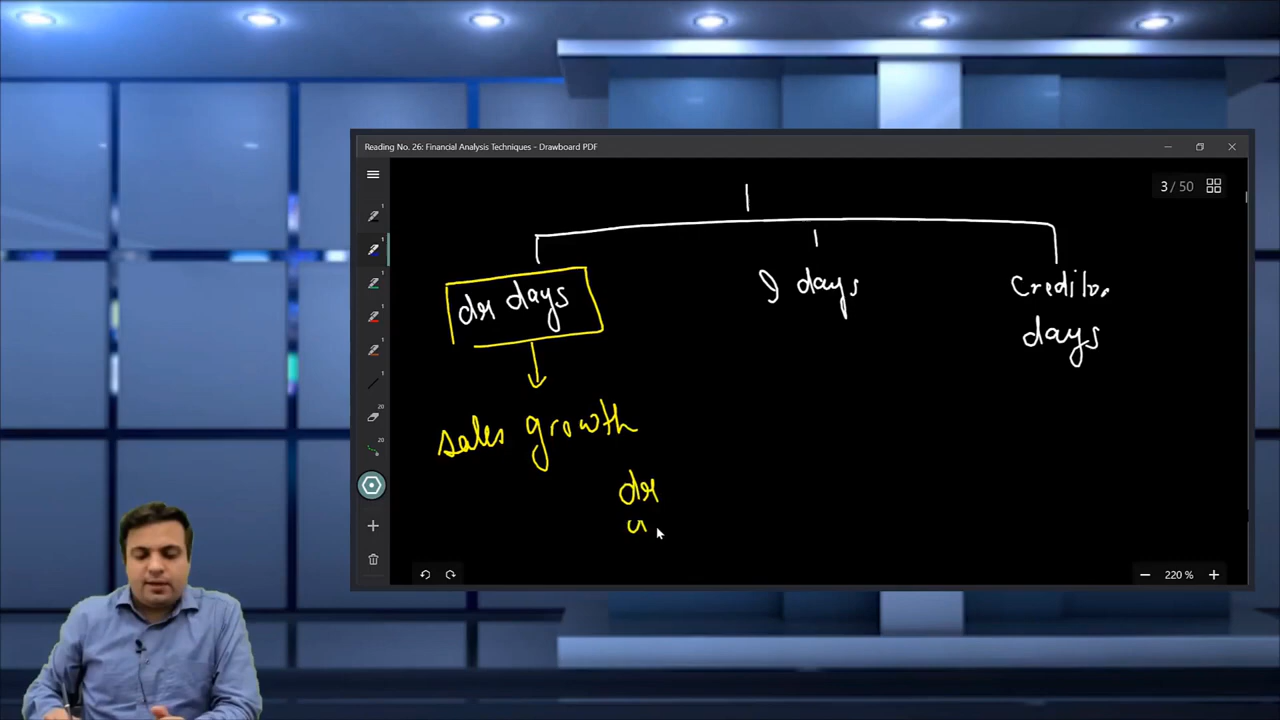 Reading No. 26: Financial Analysis Techniques - Drawboard PDF
3 / 50
dr days
I days
creditor
days
sales growth
dr
220 %